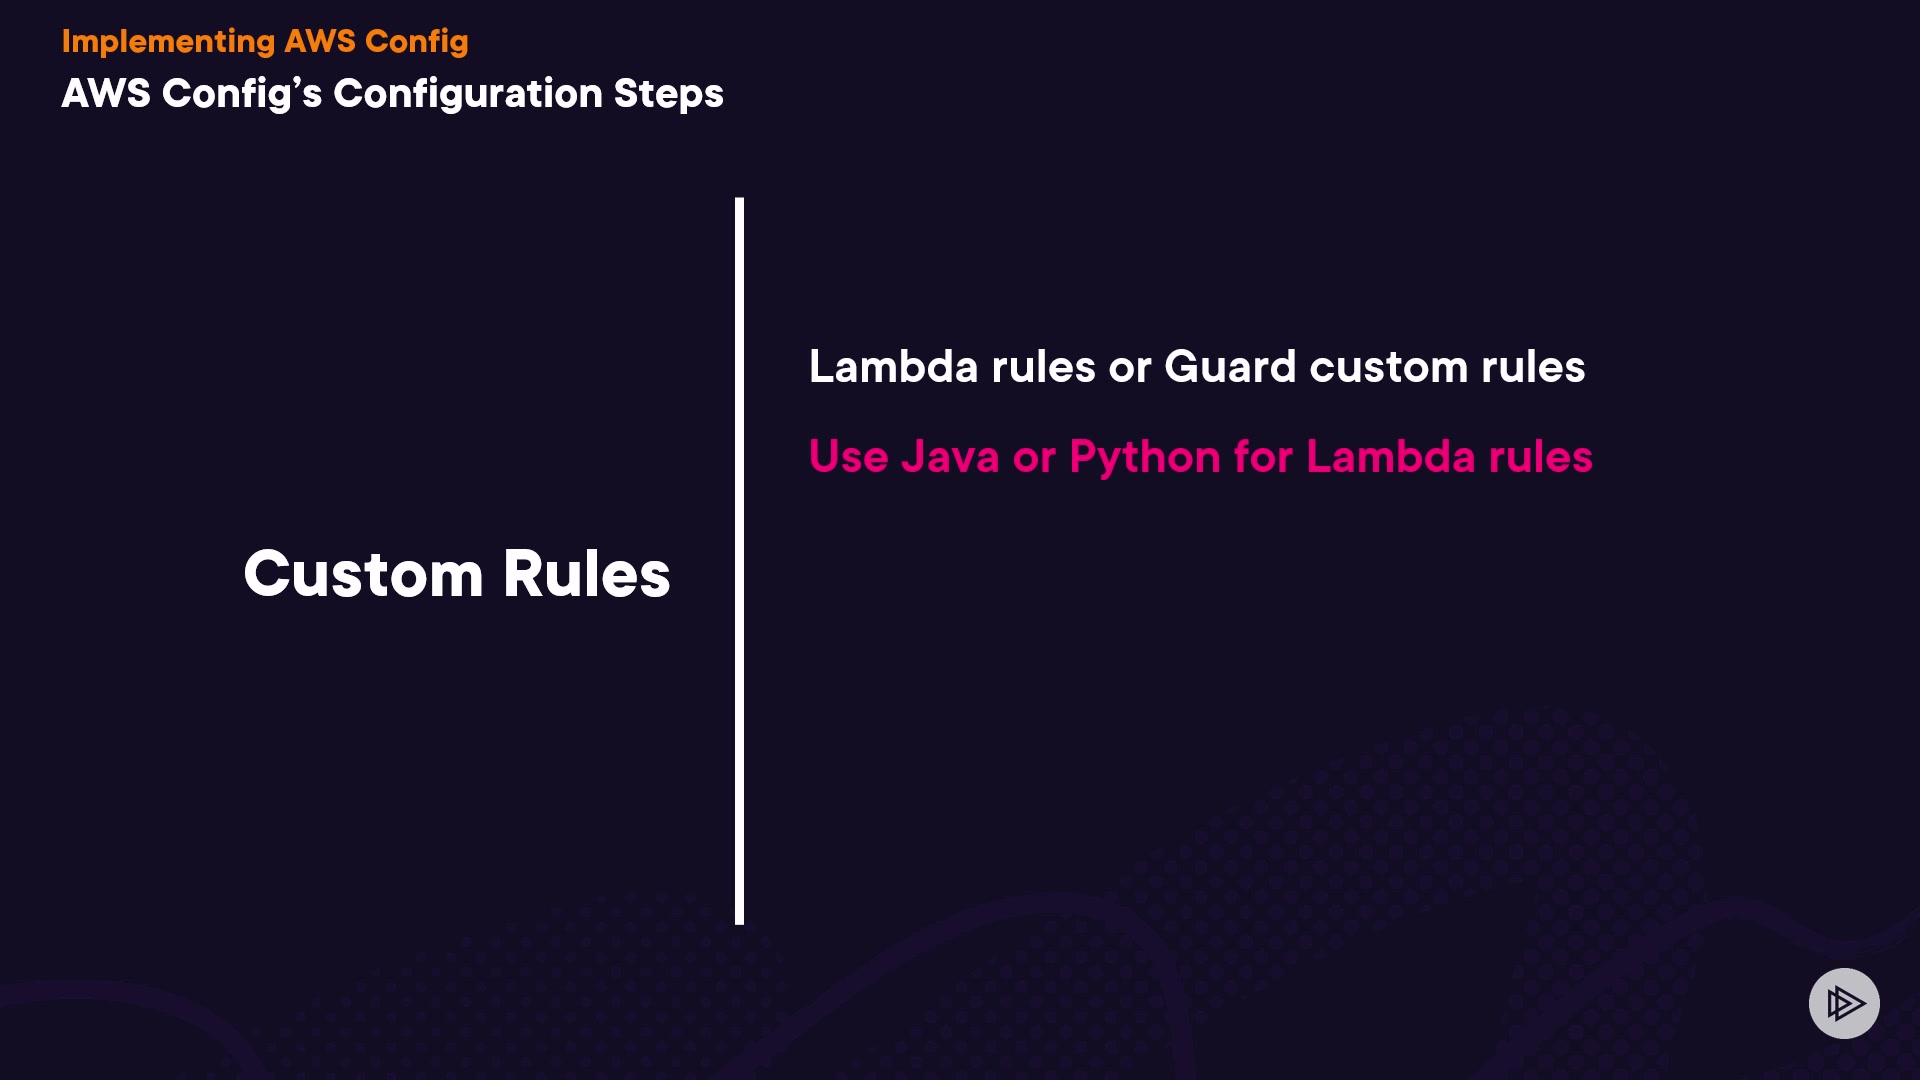 Implementing AWS Config
AWS Config’s Configuration Steps
Custom Rules
Lambda rules or Guard custom rules
Use Java or Python for Lambda rules